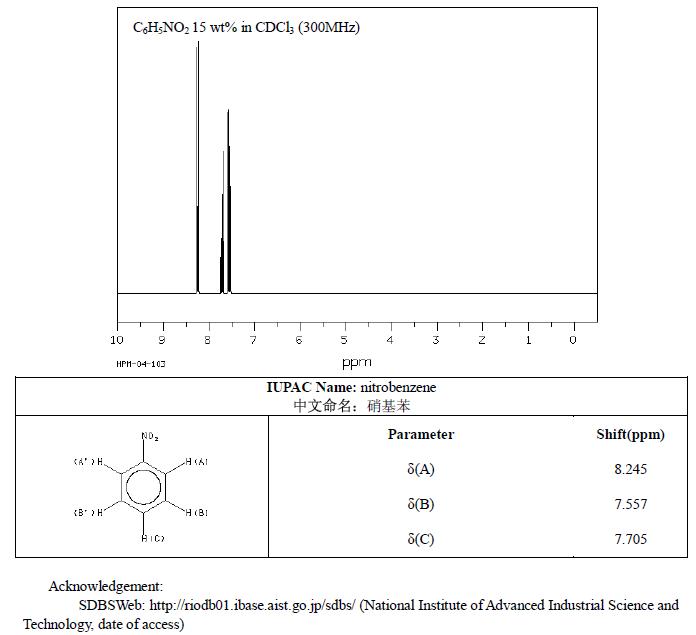 C₆H₅NO₂ 15 wt% in CDCl₃ (300MHz)
10 9 8 7 6 5 4 3 2 1 0
HPM-04-103
ppm
IUPAC Name: nitrobenzene
中文命名：硝基苯
Parameter Shift(ppm)
NO₂
(A')H H(A)
δ(A) 8.245
(B')H H(B)
δ(B) 7.557
H(C)
δ(C) 7.705
Acknowledgement:
SDBSWeb: http://riodb01.ibase.aist.go.jp/sdbs/ (National Institute of Advanced Industrial Science and
Technology, date of access)